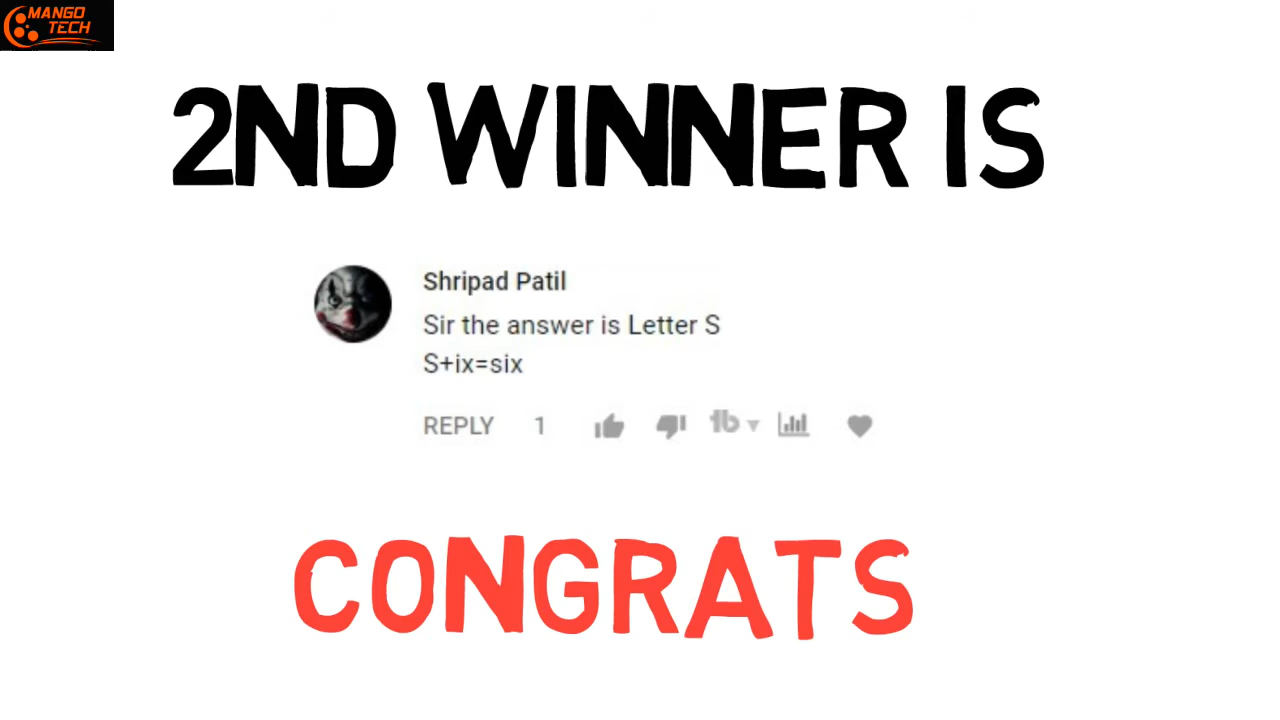 MANGO
TECH
2ND WINNER IS
Shripad Patil
Sir the answer is Letter S
S+ix=six
REPLY 1
CONGRATS